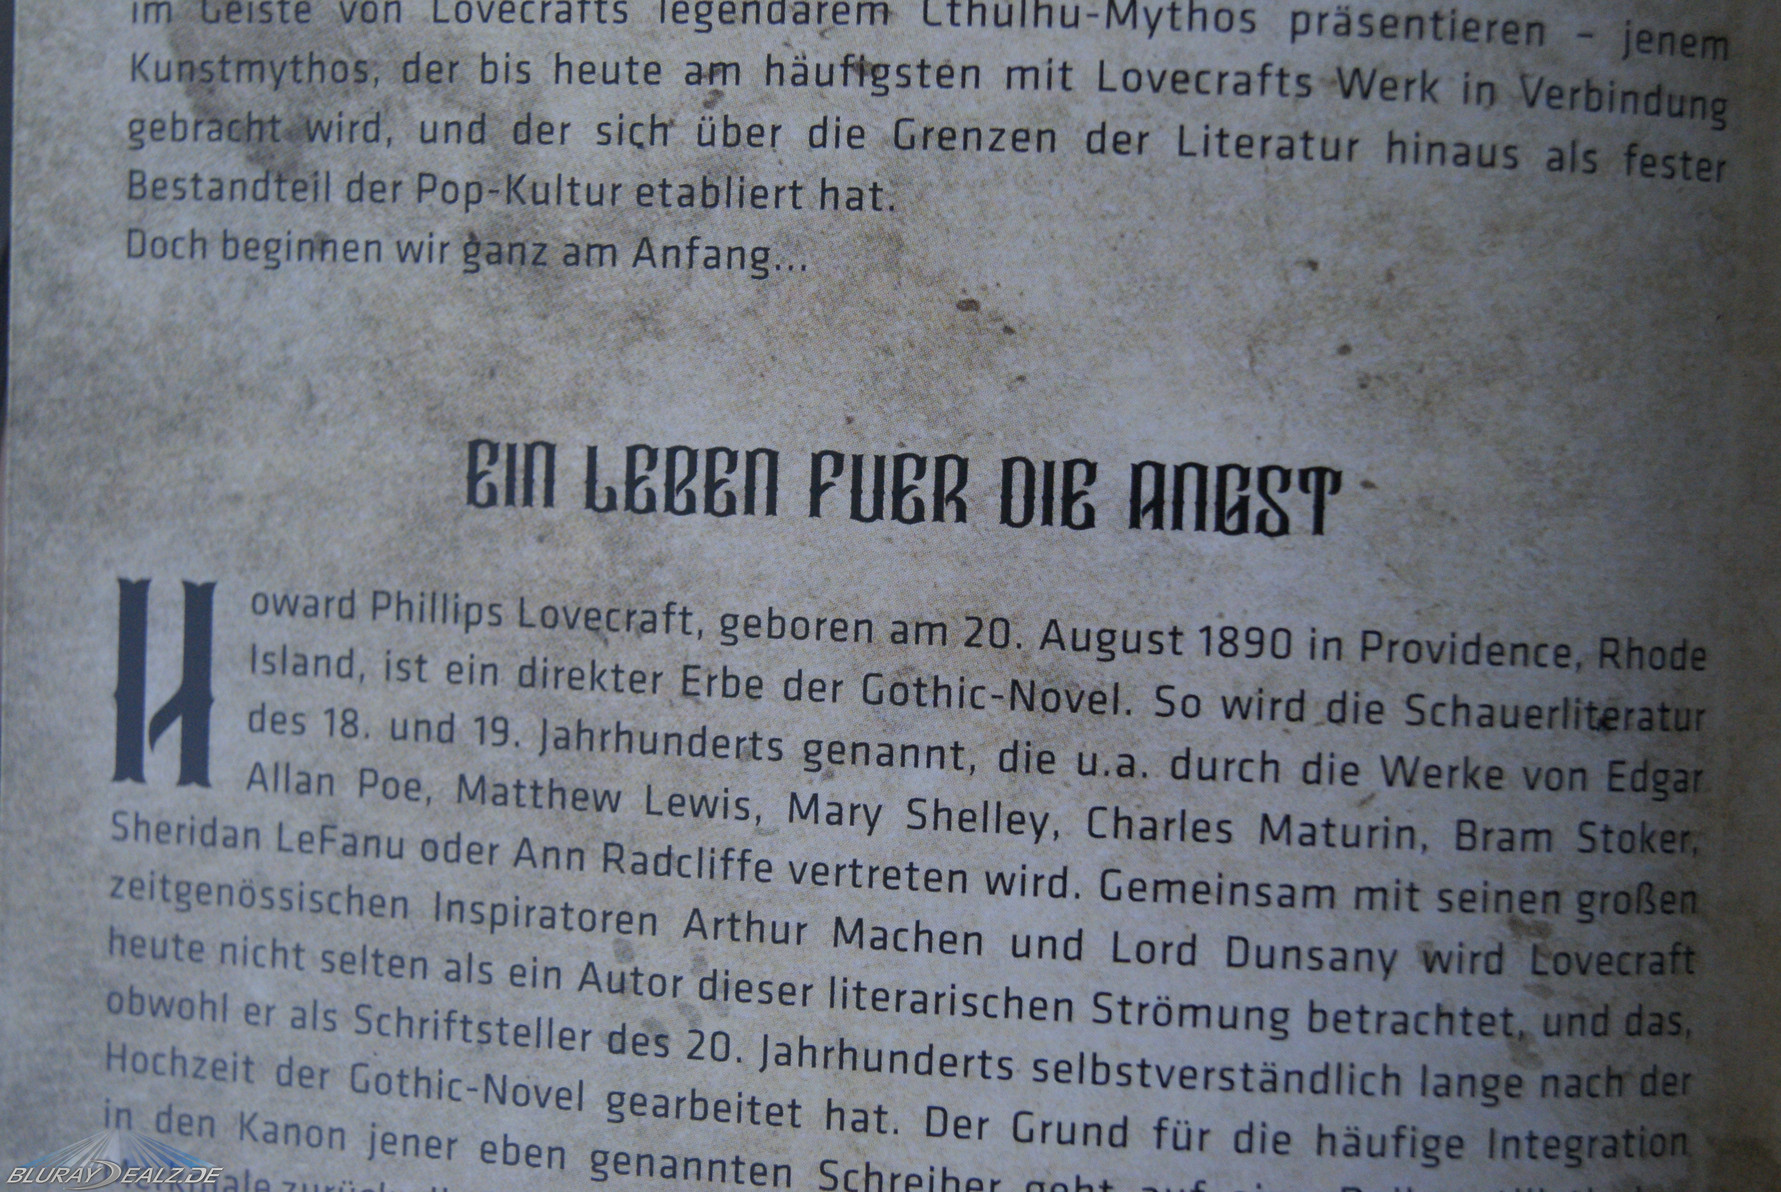 im Geiste von Lovecrafts legendärem Cthulhu-Mythos präsentieren – jenem
Kunstmythos, der bis heute am häufigsten mit Lovecrafts Werk in Verbindung
gebracht wird, und der sich über die Grenzen der Literatur hinaus als fester
Bestandteil der Pop-Kultur etabliert hat.
Doch beginnen wir ganz am Anfang...
EIN LEBEN FUER DIE ANGST
Howard Phillips Lovecraft, geboren am 20. August 1890 in Providence, Rhode
Island, ist ein direkter Erbe der Gothic-Novel. So wird die Schauerliteratur
des 18. und 19. Jahrhunderts genannt, die u.a. durch die Werke von Edgar
Allan Poe, Matthew Lewis, Mary Shelley, Charles Maturin, Bram Stoker,
Sheridan LeFanu oder Ann Radcliffe vertreten wird. Gemeinsam mit seinen großen
zeitgenössischen Inspiratoren Arthur Machen und Lord Dunsany wird Lovecraft
heute nicht selten als ein Autor dieser literarischen Strömung betrachtet, und das,
obwohl er als Schriftsteller des 20. Jahrhunderts selbstverständlich lange nach der
Hochzeit der Gothic-Novel gearbeitet hat. Der Grund für die häufige Integration
in den Kanon jener eben genannten Schreiber geht auf
BLURAYDEALZ.DE